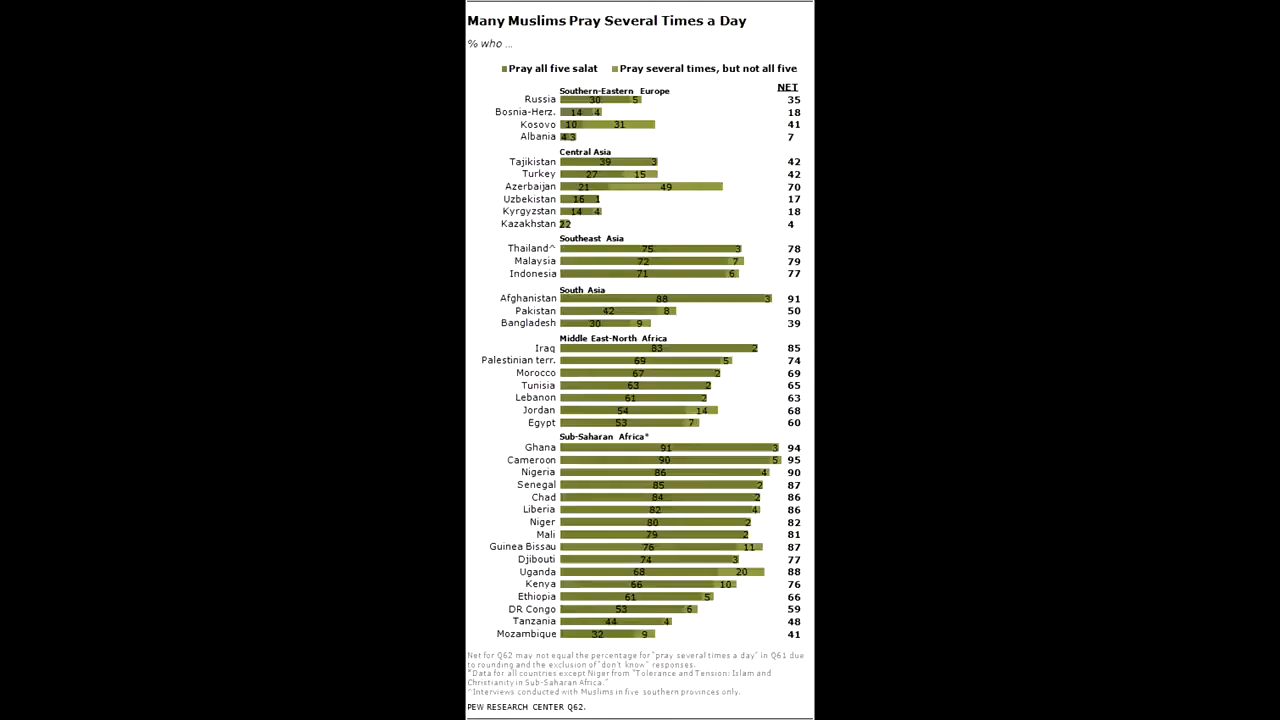 Many Muslims Pray Several Times a Day
% who ...
Pray all five salat Pray several times, but not all five
NET
Southern-Eastern Europe
Russia 30 5 35
Bosnia-Herz. 14 4 18
Kosovo 10 31 41
Albania 4 3 7
Central Asia
Tajikistan 39 3 42
Turkey 27 15 42
Azerbaijan 21 49 70
Uzbekistan 16 1 17
Kyrgyzstan 14 4 18
Kazakhstan 2 2 4
Southeast Asia
Thailand^ 75 3 78
Malaysia 72 7 79
Indonesia 71 6 77
South Asia
Afghanistan 88 3 91
Pakistan 42 8 50
Bangladesh 30 9 39
Middle East-North Africa
Iraq 83 2 85
Palestinian terr. 69 5 74
Morocco 67 2 69
Tunisia 63 2 65
Lebanon 61 2 63
Jordan 54 14 68
Egypt 53 7 60
Sub-Saharan Africa*
Ghana 91 3 94
Cameroon 90 5 95
Nigeria 86 4 90
Senegal 85 2 87
Chad 84 2 86
Liberia 82 4 86
Niger 80 2 82
Mali 79 2 81
Guinea Bissau 76 11 87
Djibouti 74 3 77
Uganda 68 20 88
Kenya 66 10 76
Ethiopia 61 5 66
DR Congo 53 6 59
Tanzania 44 4 48
Mozambique 32 9 41
Net for Q62 may not equal the percentage for "pray several times a day" in Q61 due
to rounding and the exclusion of "don't know" responses.
*Data for all countries except Niger from "Tolerance and Tension: Islam and
Christianity in Sub-Saharan Africa."
^Interviews conducted with Muslims in five southern provinces only.
PEW RESEARCH CENTER Q62.